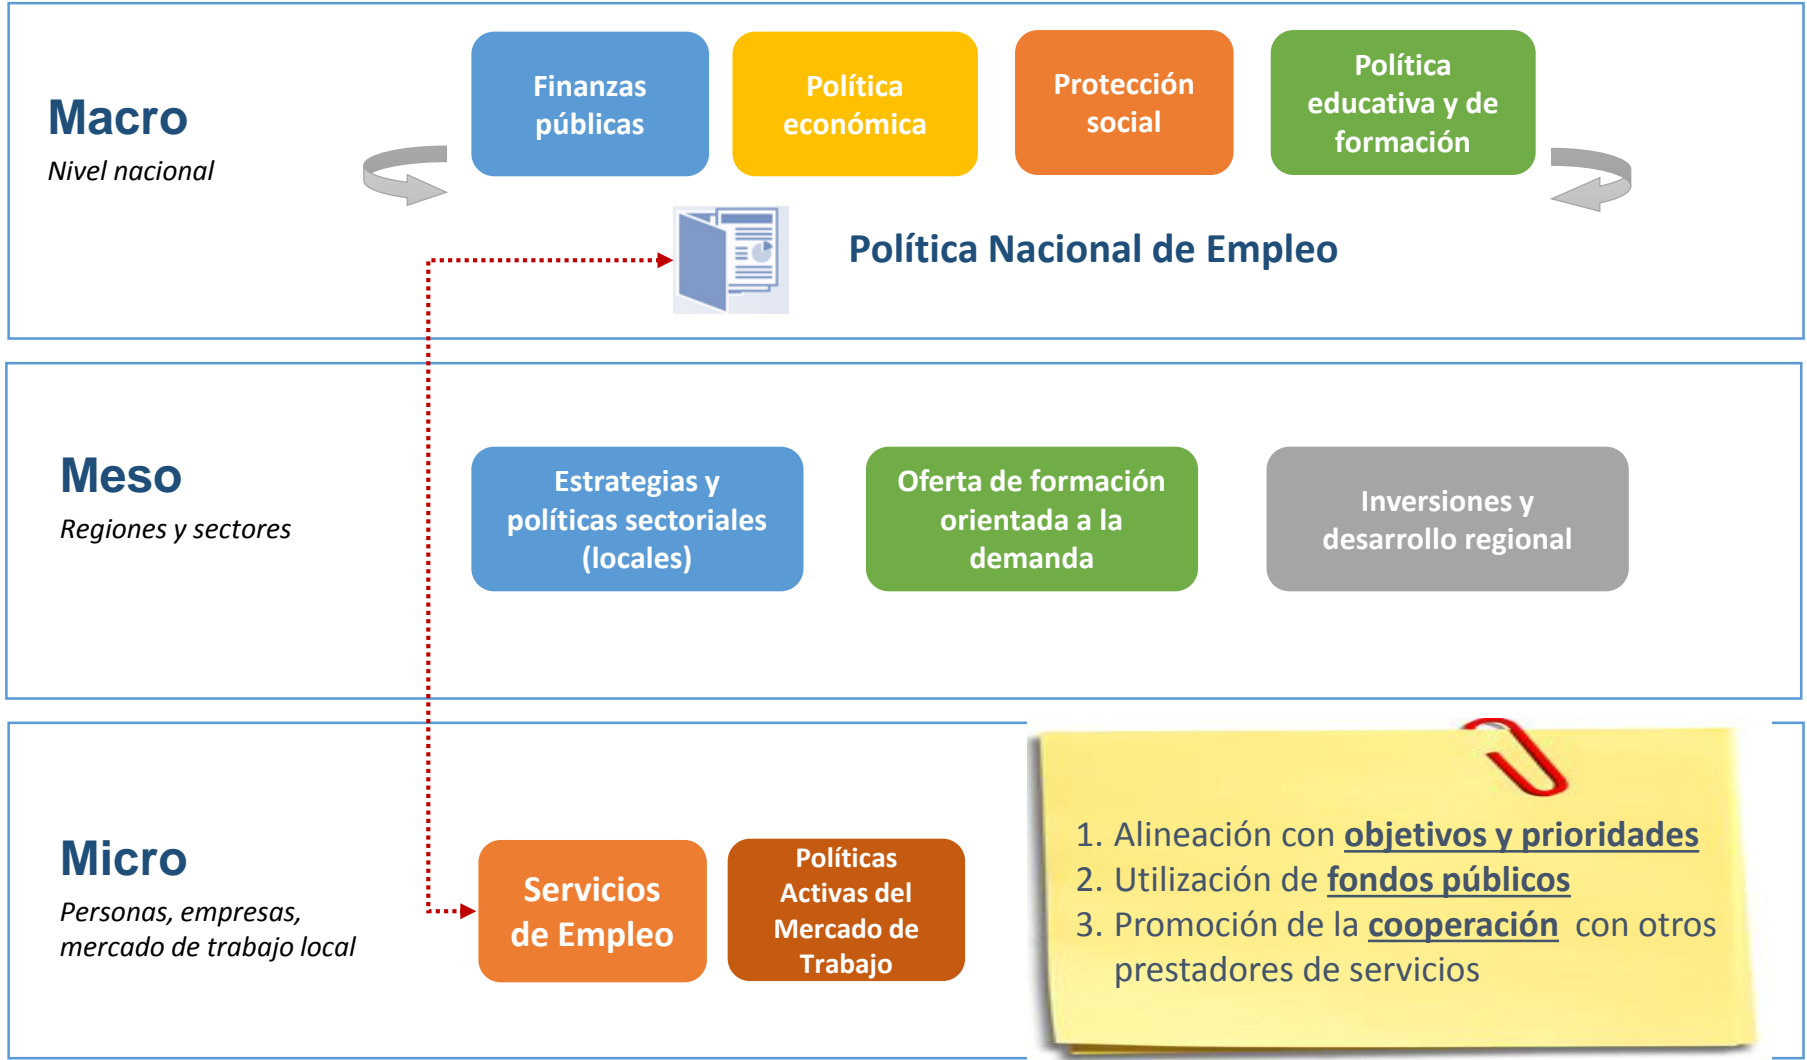 Macro
Nivel nacional
Finanzas
públicas
Política
económica
Protección
social
Política
educativa y de
formación
Política Nacional de Empleo
Meso
Regiones y sectores
Estrategias y
políticas sectoriales
(locales)
Oferta de formación
orientada a la
demanda
Inversiones y
desarrollo regional
Micro
Personas, empresas,
mercado de trabajo local
Servicios
de Empleo
Políticas
Activas del
Mercado de
Trabajo
1. Alineación con objetivos y prioridades
2. Utilización de fondos públicos
3. Promoción de la cooperación con otros
prestadores de servicios